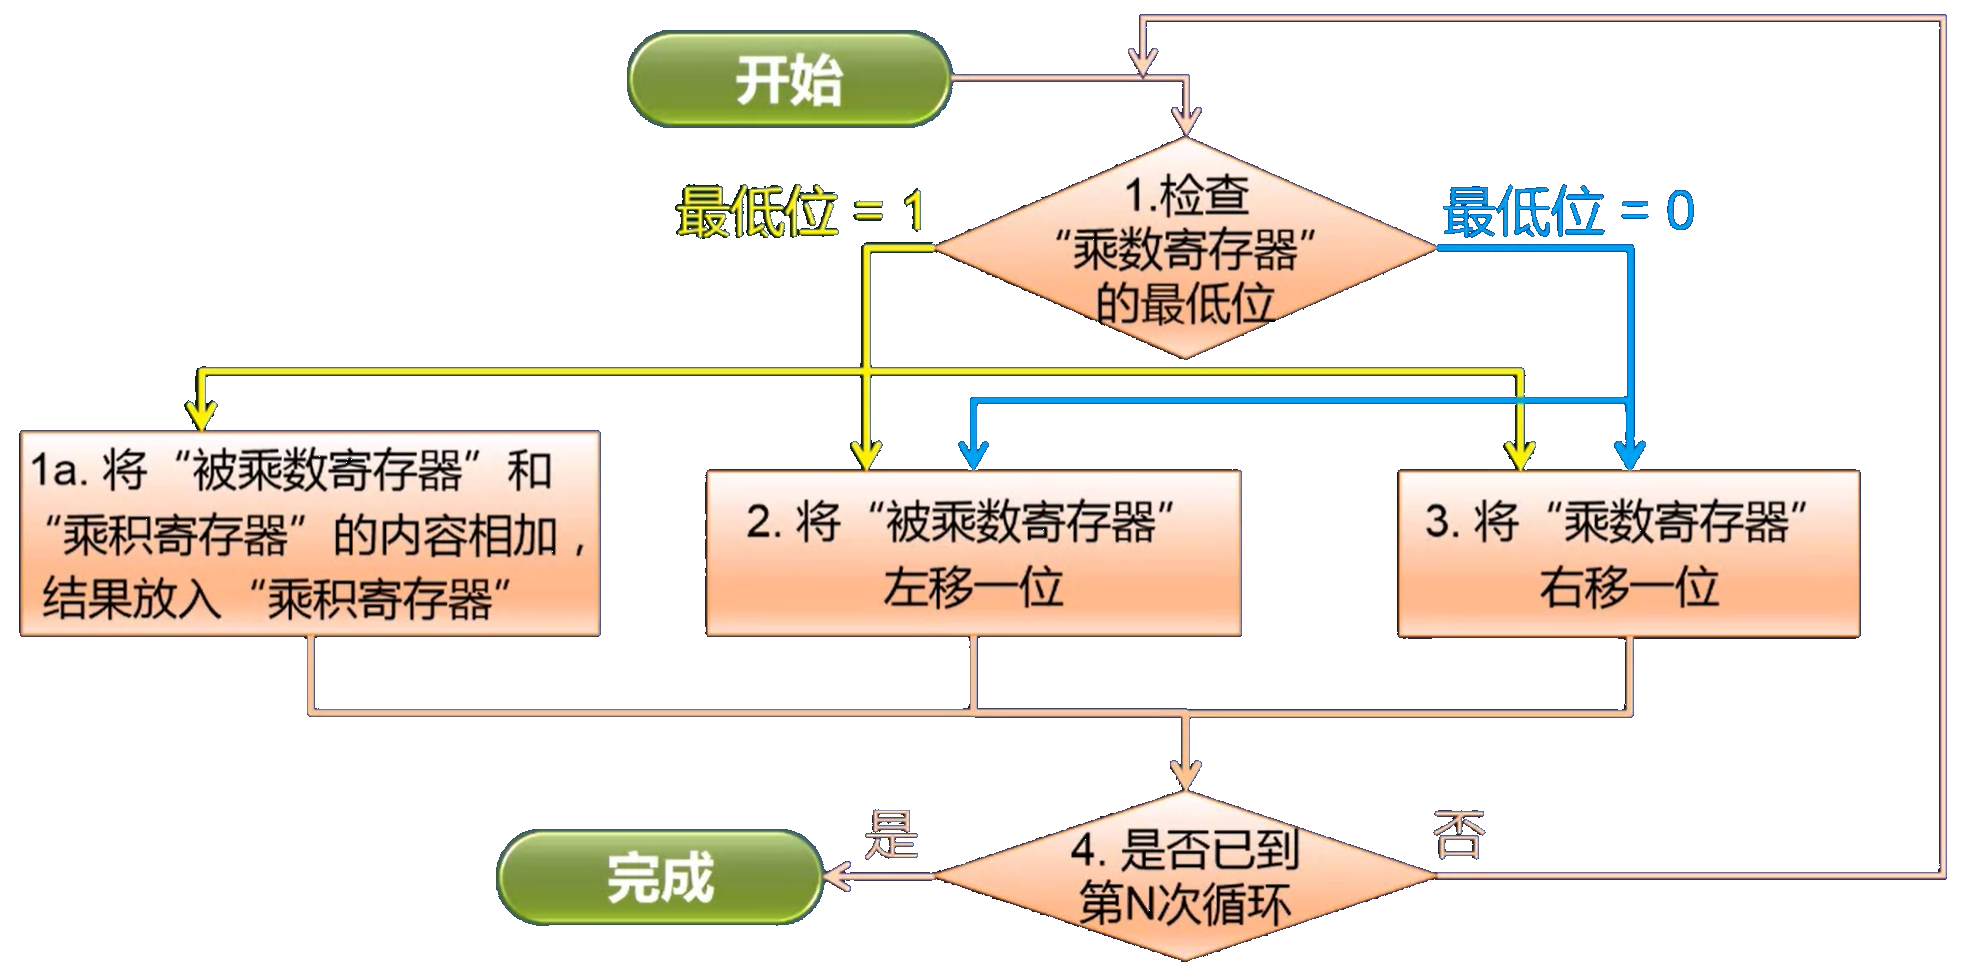 开始
最低位 = 1
1.检查
“乘数寄存器”
的最低位
最低位 = 0
1a. 将“被乘数寄存器”和
“乘积寄存器”的内容相加，
结果放入“乘积寄存器”
2. 将“被乘数寄存器”
左移一位
3. 将“乘数寄存器”
右移一位
是
4. 是否已到
第N次循环
否
完成